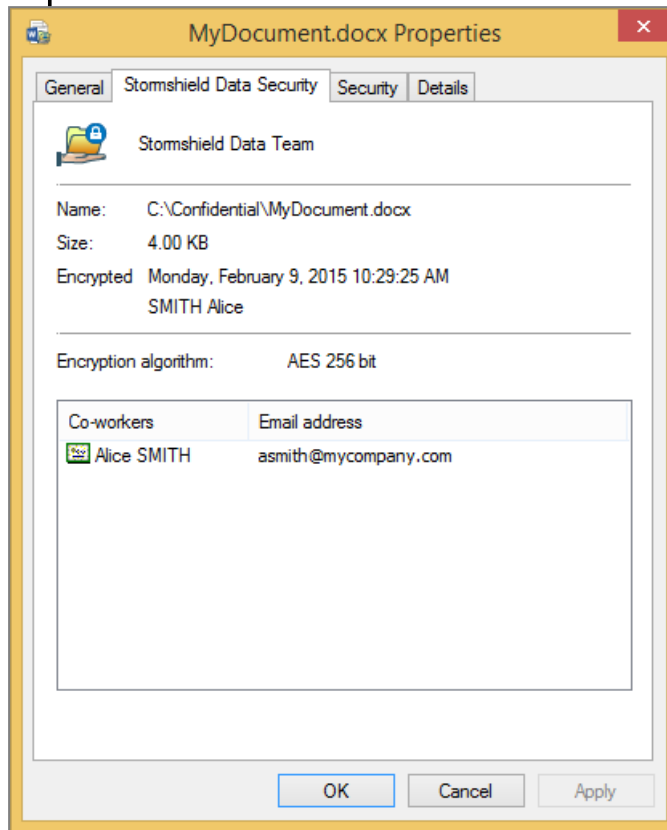 MyDocument.docx Properties
General Stormshield Data Security Security Details
Stormshield Data Team
Name: C:\Confidential\MyDocument.docx
Size: 4.00 KB
Encrypted Monday, February 9, 2015 10:29:25 AM
SMITH Alice
Encryption algorithm: AES 256 bit
Co-workers Email address
Alice SMITH asmith@mycompany.com
OK Cancel Apply